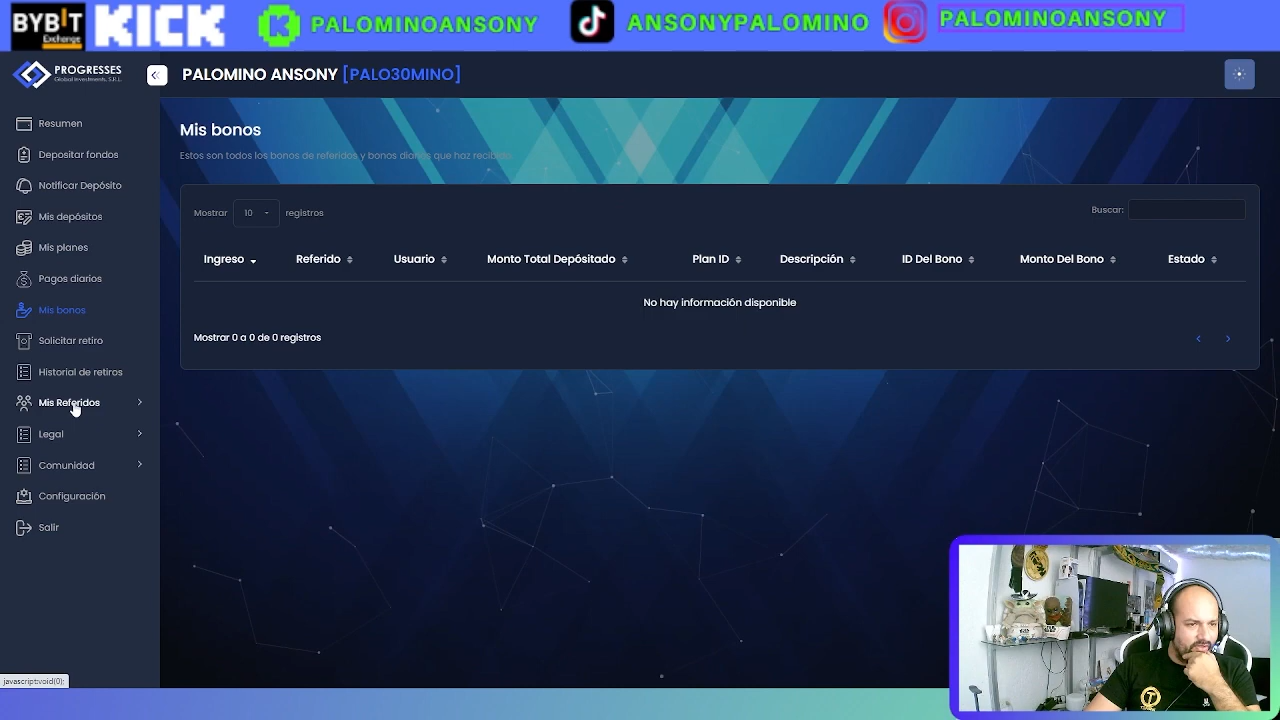 BYBIT
Exchange
KICK
PALOMINOANSONY
ANSONYPALOMINO
PALOMINOANSONY
PROGRESSES
Global Investments, S.R.L.
PALOMINO ANSONY [PALO30MINO]
Resumen
Depositar fondos
Notificar Depósito
Mis depósitos
Mis planes
Pagos diarios
Mis bonos
Solicitar retiro
Historial de retiros
Mis Referidos
Legal
Comunidad
Configuración
Salir
Mis bonos
Estos son todos los bonos de referidos y bonos diarios que haz recibido.
Mostrar 10 registros
Buscar:
Ingreso Referido Usuario Monto Total Depósitado Plan ID Descripción ID Del Bono Monto Del Bono Estado
No hay información disponible
Mostrar 0 a 0 de 0 registros
javascript:void(0);